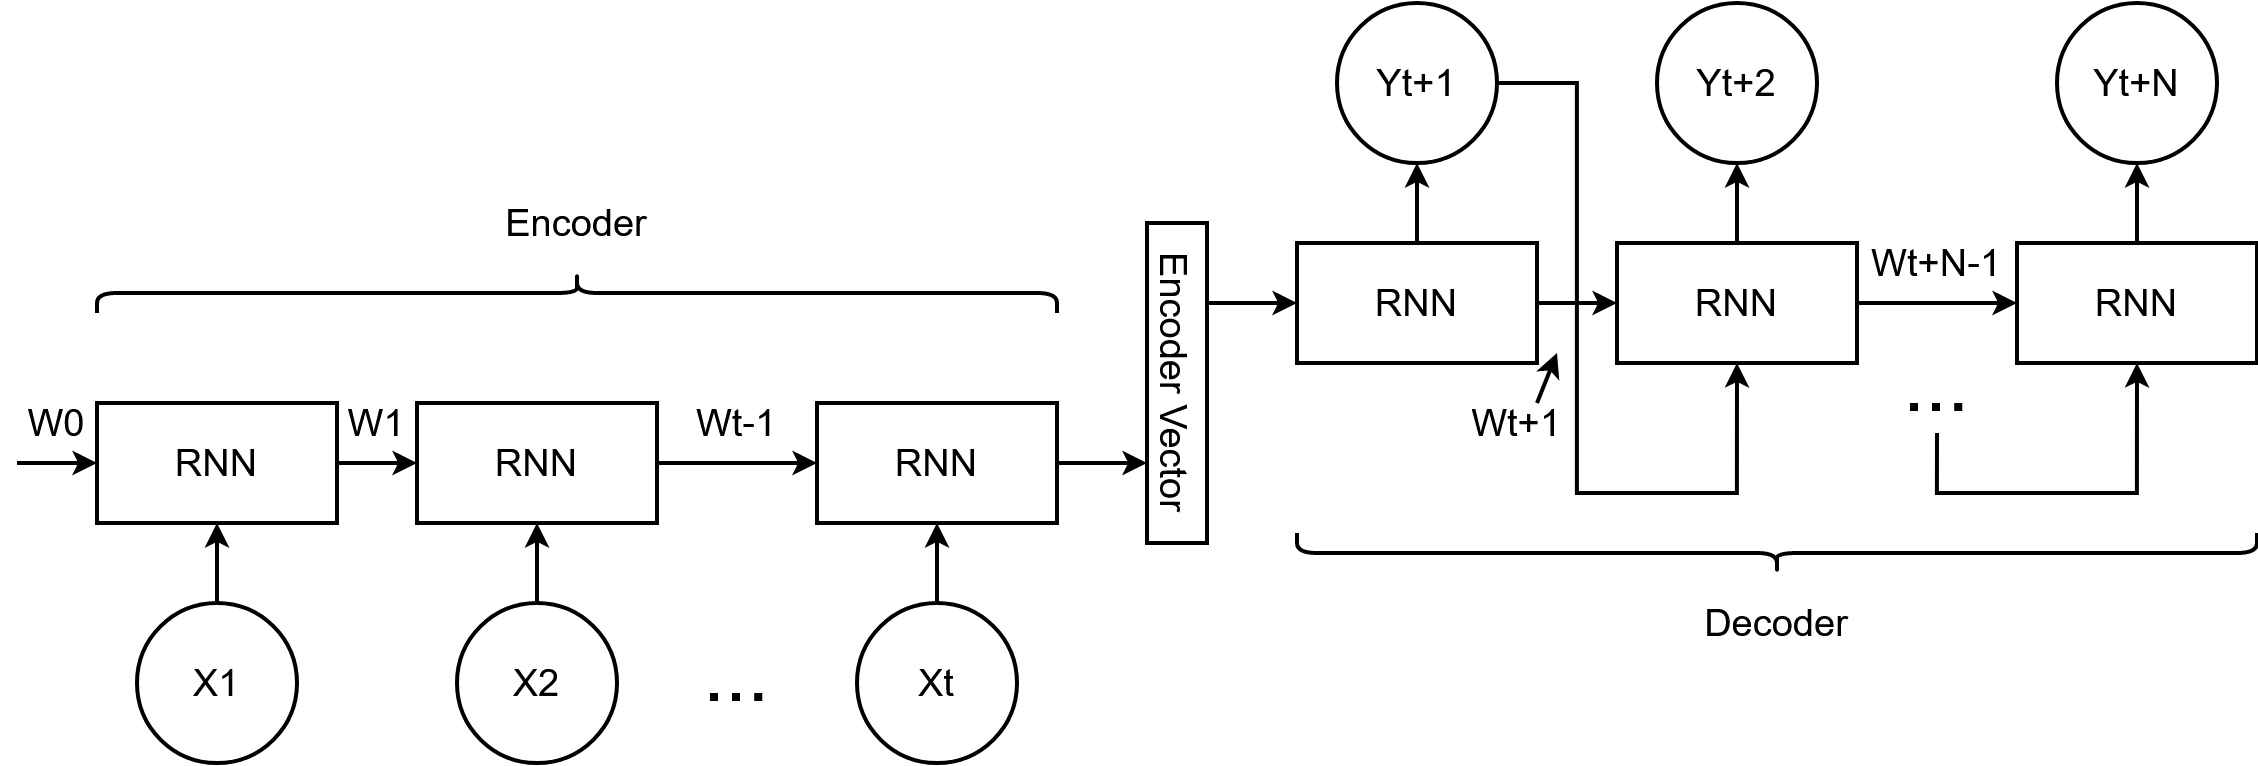 Yt+1
Yt+2
Yt+N
Encoder
Encoder Vector
RNN
RNN
Wt+N-1
RNN
Wt+1
...
W0
RNN
W1
RNN
Wt-1
RNN
Decoder
X1
X2
...
Xt